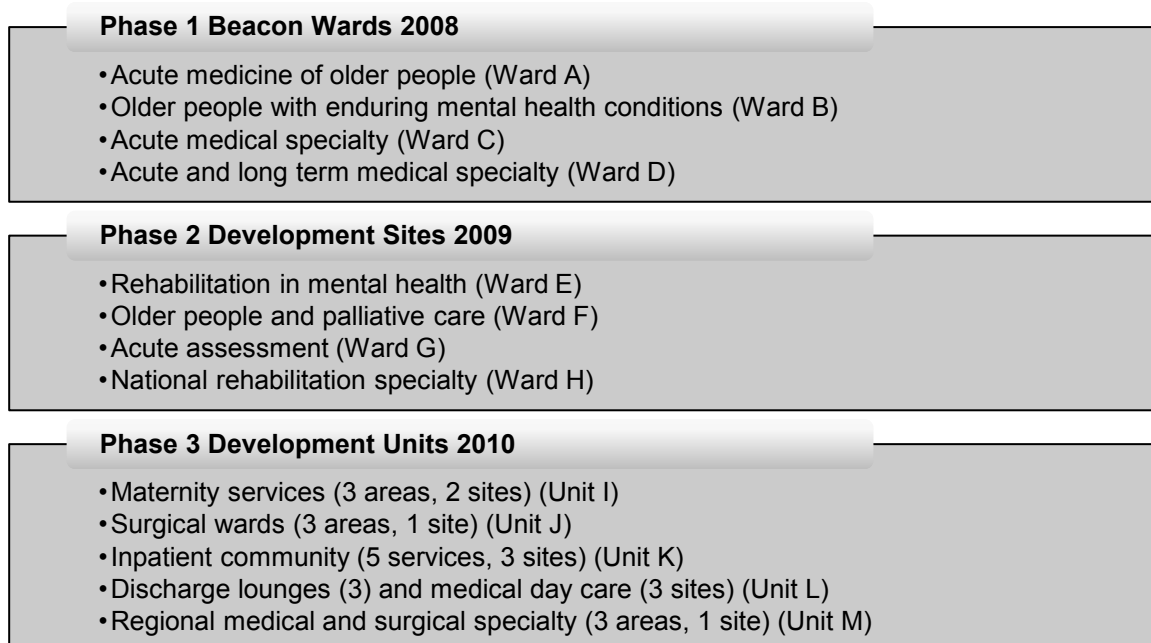 Phase 1 Beacon Wards 2008
•Acute medicine of older people (Ward A)
•Older people with enduring mental health conditions (Ward B)
•Acute medical specialty (Ward C)
•Acute and long term medical specialty (Ward D)
Phase 2 Development Sites 2009
•Rehabilitation in mental health (Ward E)
•Older people and palliative care (Ward F)
•Acute assessment (Ward G)
•National rehabilitation specialty (Ward H)
Phase 3 Development Units 2010
•Maternity services (3 areas, 2 sites) (Unit I)
•Surgical wards (3 areas, 1 site) (Unit J)
•Inpatient community (5 services, 3 sites) (Unit K)
•Discharge lounges (3) and medical day care (3 sites) (Unit L)
•Regional medical and surgical specialty (3 areas, 1 site) (Unit M)